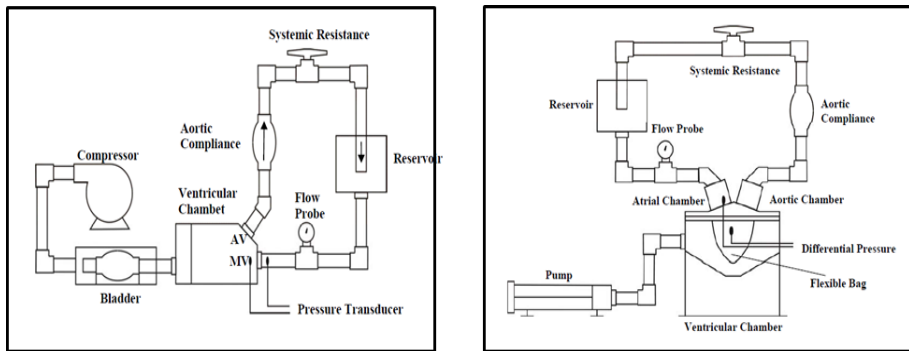 Systemic Resistance
Aortic
Compliance
Compressor
Reservoir
Ventricular
Chambet
Flow
Probe
AV
MV
Bladder
Pressure Transducer
Systemic Resistance
Reservoir
Aortic
Compliance
Flow Probe
Atrial Chamber
Aortic Chamber
Differential Pressure
Pump
Flexible Bag
Ventricular Chamber